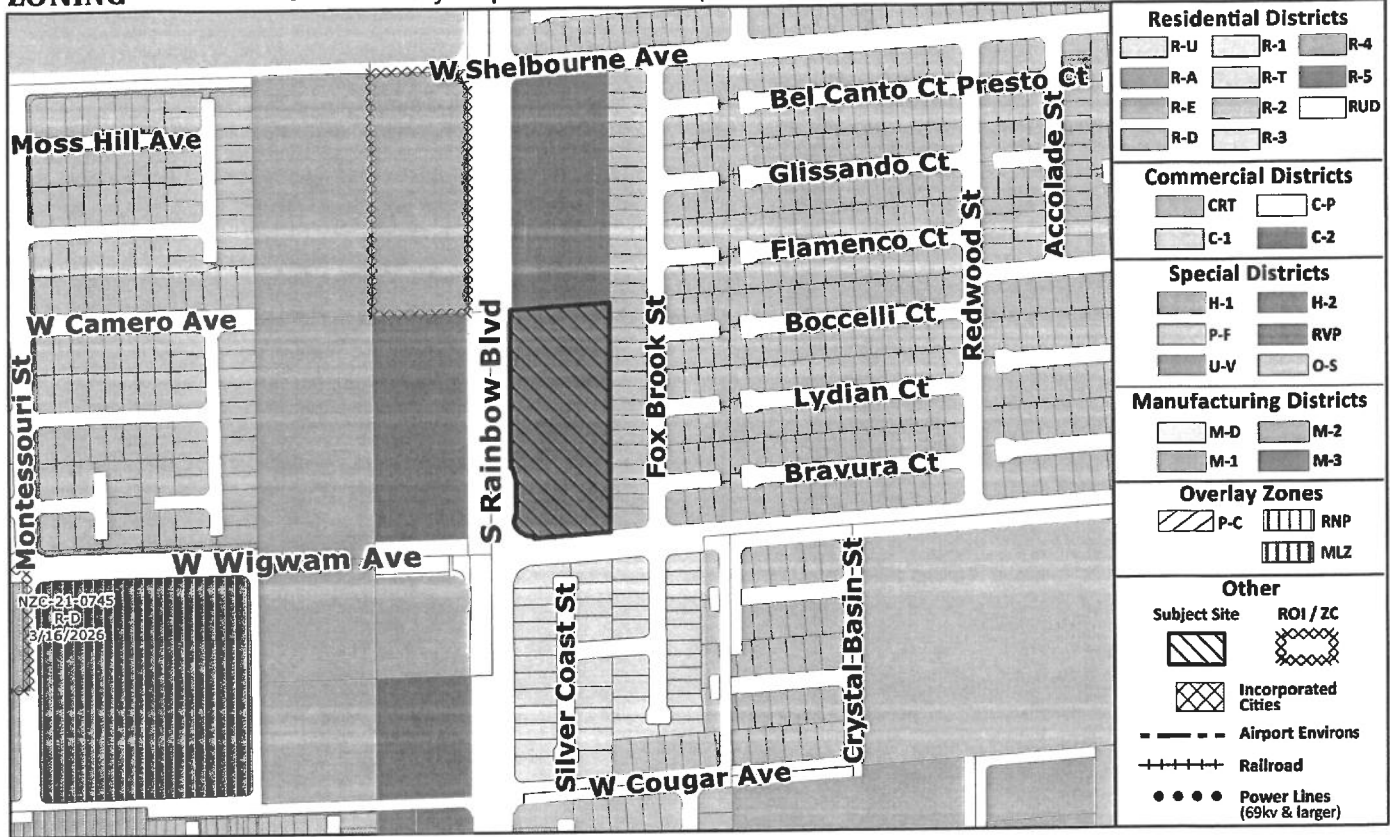 ZONING
W Shelbourne Ave
Bel Canto Ct Presto Ct
Moss Hill Ave
Glissando Ct
Accolade St
Flamenco Ct
Redwood St
W Camero Ave
S Rainbow Blvd
Fox Brook St
Boccelli Ct
Montessouri St
Lydian Ct
Bravura Ct
W Wigwam Ave
NZC-21-0745
R-D
3/16/2026
Silver Coast St
Crystal Basin St
W Cougar Ave
Residential Districts
R-U R-1 R-4
R-A R-T R-5
R-E R-2 RUD
R-D R-3
Commercial Districts
CRT C-P
C-1 C-2
Special Districts
H-1 H-2
P-F RVP
U-V O-S
Manufacturing Districts
M-D M-2
M-1 M-3
Overlay Zones
P-C RNP
MLZ
Other
Subject Site ROI / ZC
Incorporated
Cities
Airport Environs
Railroad
Power Lines
(69kv & larger)